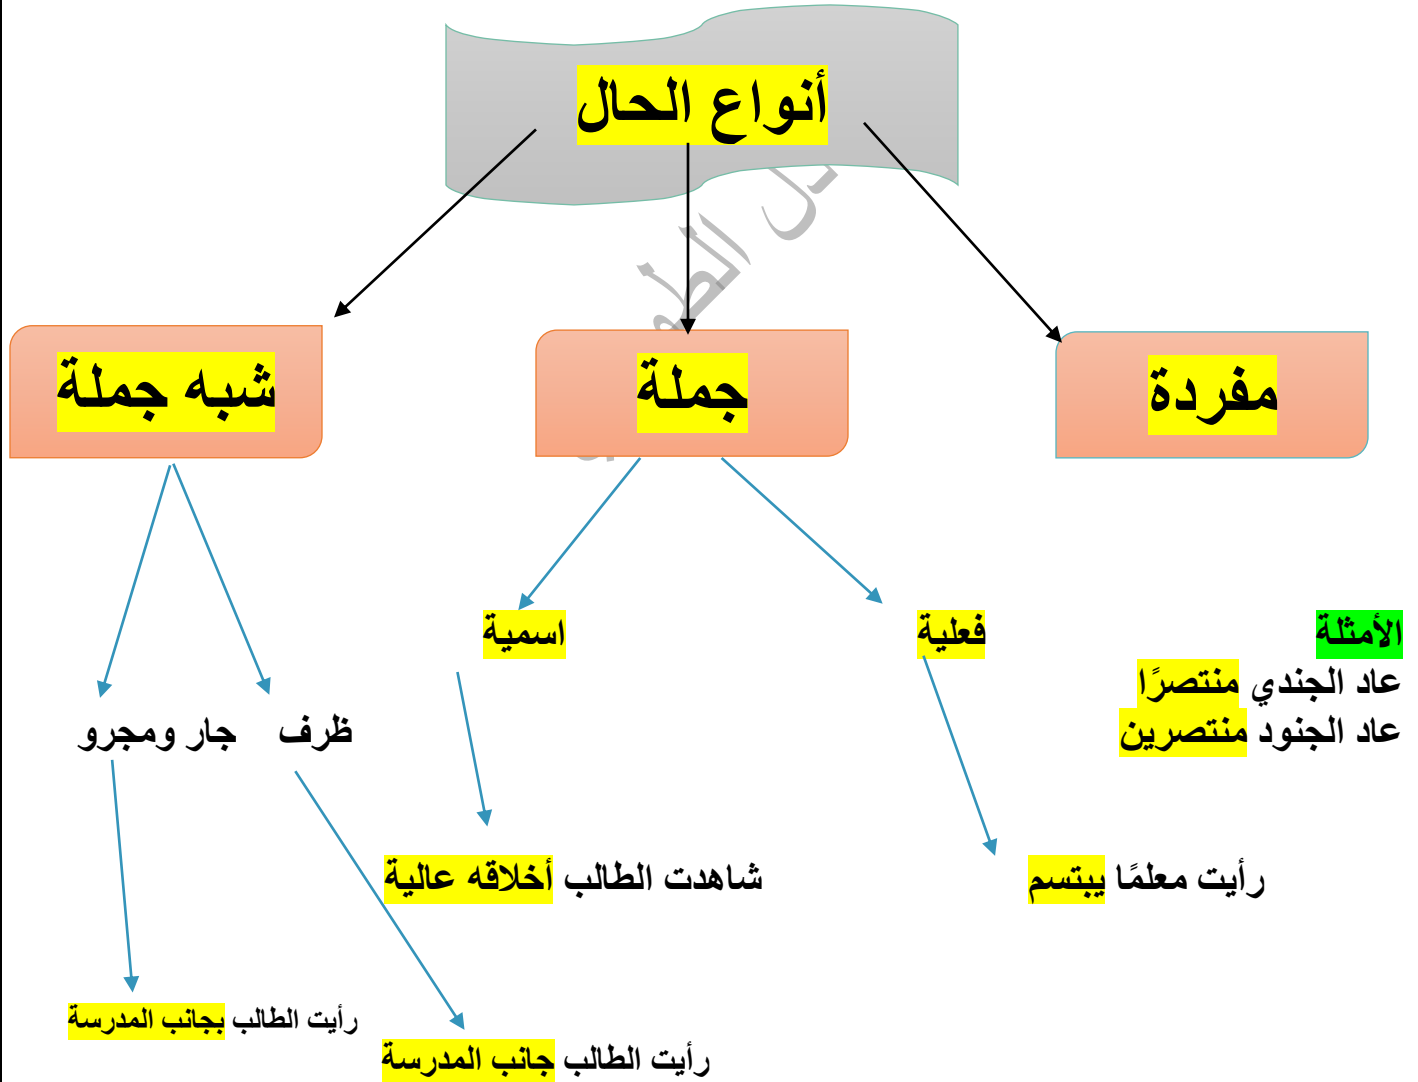 أنواع الحال
مفردة
جملة
شبه جملة
الأمثلة
عاد الجندي منتصرًا
عاد الجنود منتصرين
فعلية
اسمية
ظرف جار ومجرو
رأيت معلمًا يبتسم
شاهدت الطالب أخلاقه عالية
رأيت الطالب بجانب المدرسة
رأيت الطالب جانب المدرسة